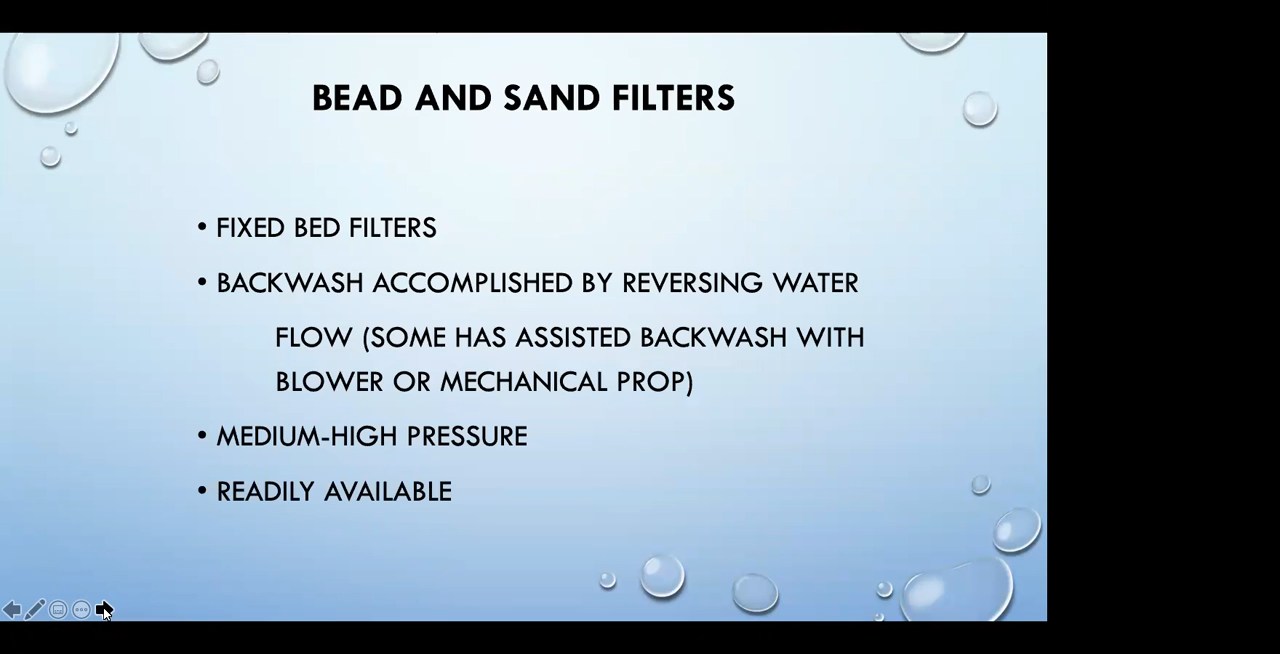 BEAD AND SAND FILTERS
• FIXED BED FILTERS
• BACKWASH ACCOMPLISHED BY REVERSING WATER
FLOW (SOME HAS ASSISTED BACKWASH WITH
BLOWER OR MECHANICAL PROP)
• MEDIUM-HIGH PRESSURE
• READILY AVAILABLE